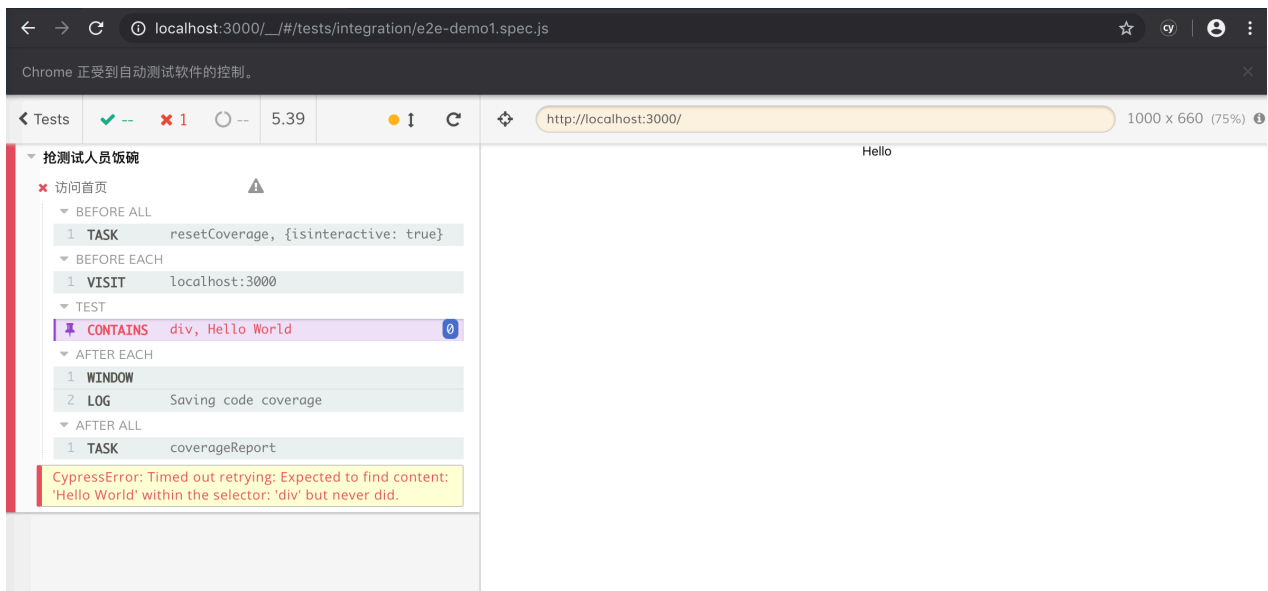 localhost:3000/__/#/tests/integration/e2e-demo1.spec.js
cy
Chrome 正受到自动测试软件的控制。
Tests -- 1 -- 5.39
http://localhost:3000/
1000 x 660 (75%)
抢测试人员饭碗
访问首页
BEFORE ALL
1 TASK resetCoverage, {isinteractive: true}
BEFORE EACH
1 VISIT localhost:3000
TEST
CONTAINS div, Hello World 0
AFTER EACH
1 WINDOW
2 LOG Saving code coverage
AFTER ALL
1 TASK coverageReport
CypressError: Timed out retrying: Expected to find content:
'Hello World' within the selector: 'div' but never did.
Hello